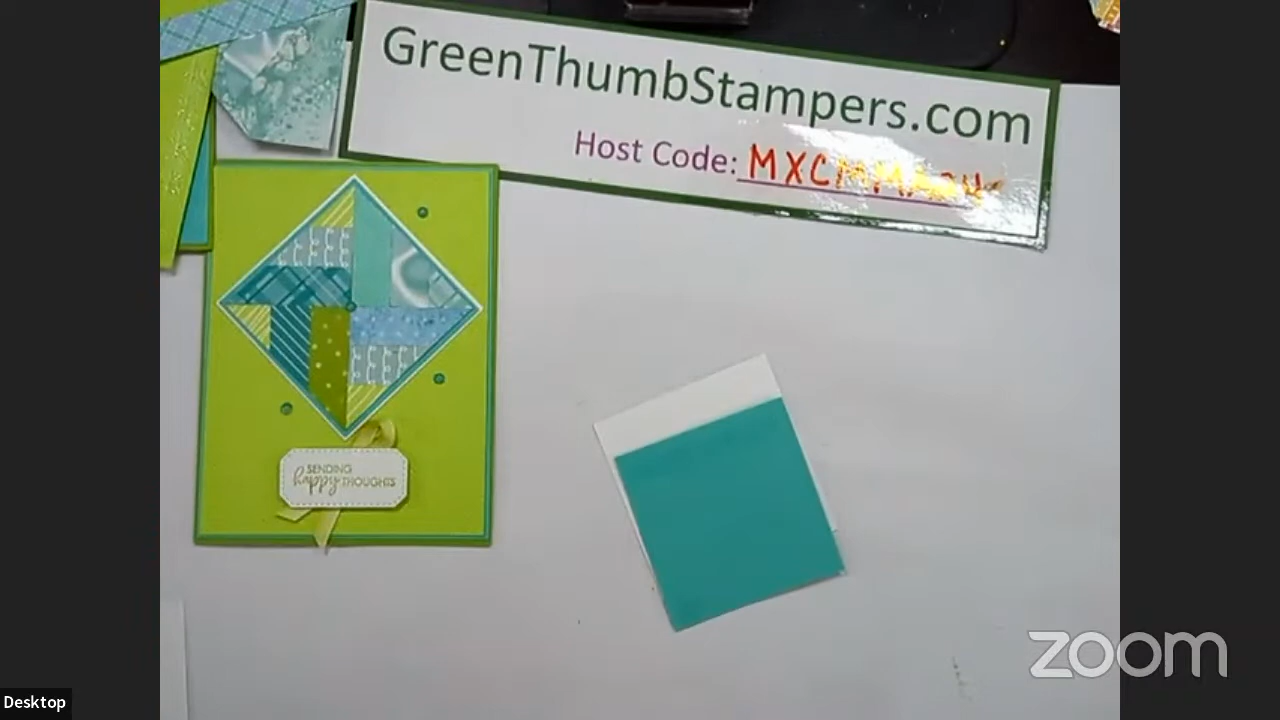 GreenThumbStampers.com
Host Code:
SENDING
happy THOUGHTS
zoom
Desktop